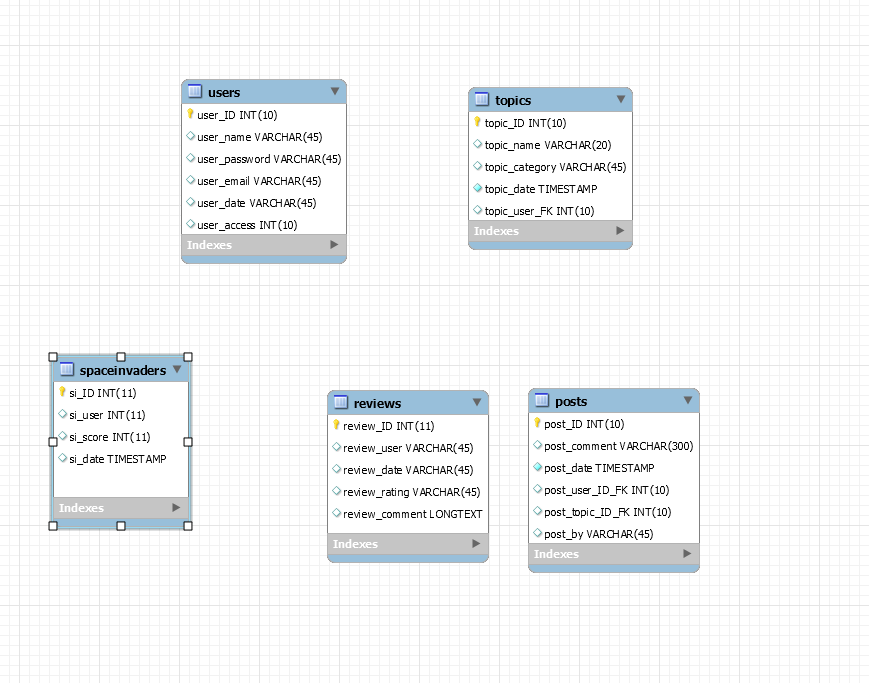 users
user_ID INT(10)
user_name VARCHAR(45)
user_password VARCHAR(45)
user_email VARCHAR(45)
user_date VARCHAR(45)
user_access INT(10)
Indexes
topics
topic_ID INT(10)
topic_name VARCHAR(20)
topic_category VARCHAR(45)
topic_date TIMESTAMP
topic_user_FK INT(10)
Indexes
spaceinvaders
si_ID INT(11)
si_user INT(11)
si_score INT(11)
si_date TIMESTAMP
Indexes
reviews
review_ID INT(11)
review_user VARCHAR(45)
review_date VARCHAR(45)
review_rating VARCHAR(45)
review_comment LONGTEXT
Indexes
posts
post_ID INT(10)
post_comment VARCHAR(300)
post_date TIMESTAMP
post_user_ID_FK INT(10)
post_topic_ID_FK INT(10)
post_by VARCHAR(45)
Indexes